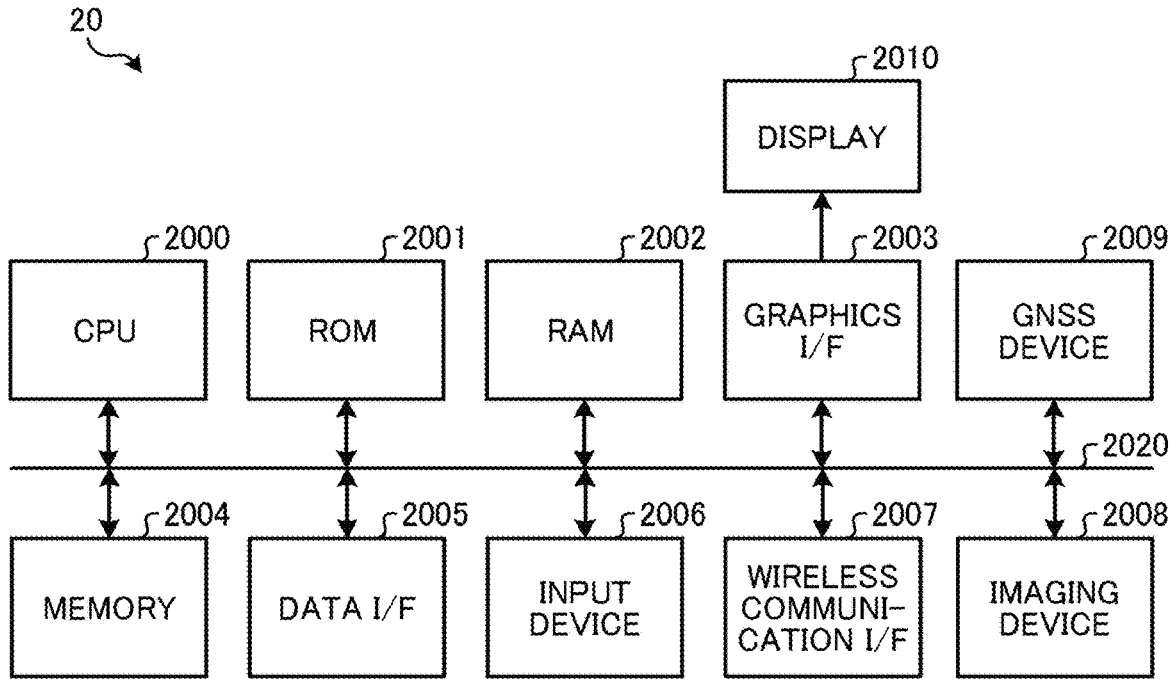 20
2010
DISPLAY
2000
2001
2002
2003
2009
CPU
ROM
RAM
GRAPHICS
I/F
GNSS
DEVICE
2020
2004
2005
2006
2007
2008
MEMORY
DATA I/F
INPUT
DEVICE
WIRELESS
COMMUNI-
CATION I/F
IMAGING
DEVICE